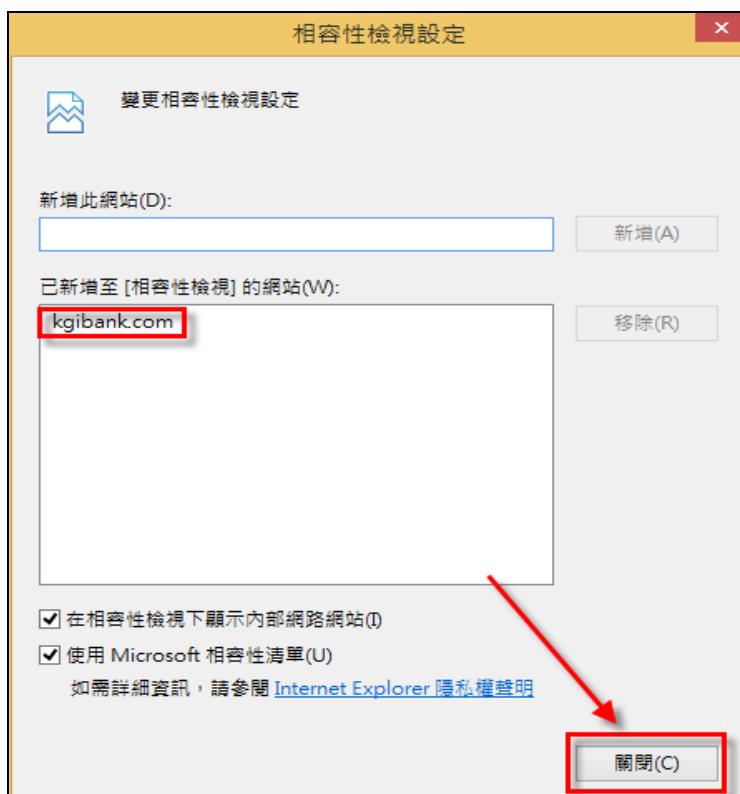 相容性檢視設定
變更相容性檢視設定
新增此網站(D):
新增(A)
已新增至 [相容性檢視] 的網站(W):
kgibank.com
移除(R)
在相容性檢視下顯示內部網路網站(I)
使用 Microsoft 相容性清單(U)
如需詳細資訊，請參閱 Internet Explorer 隱私權聲明
關閉(C)